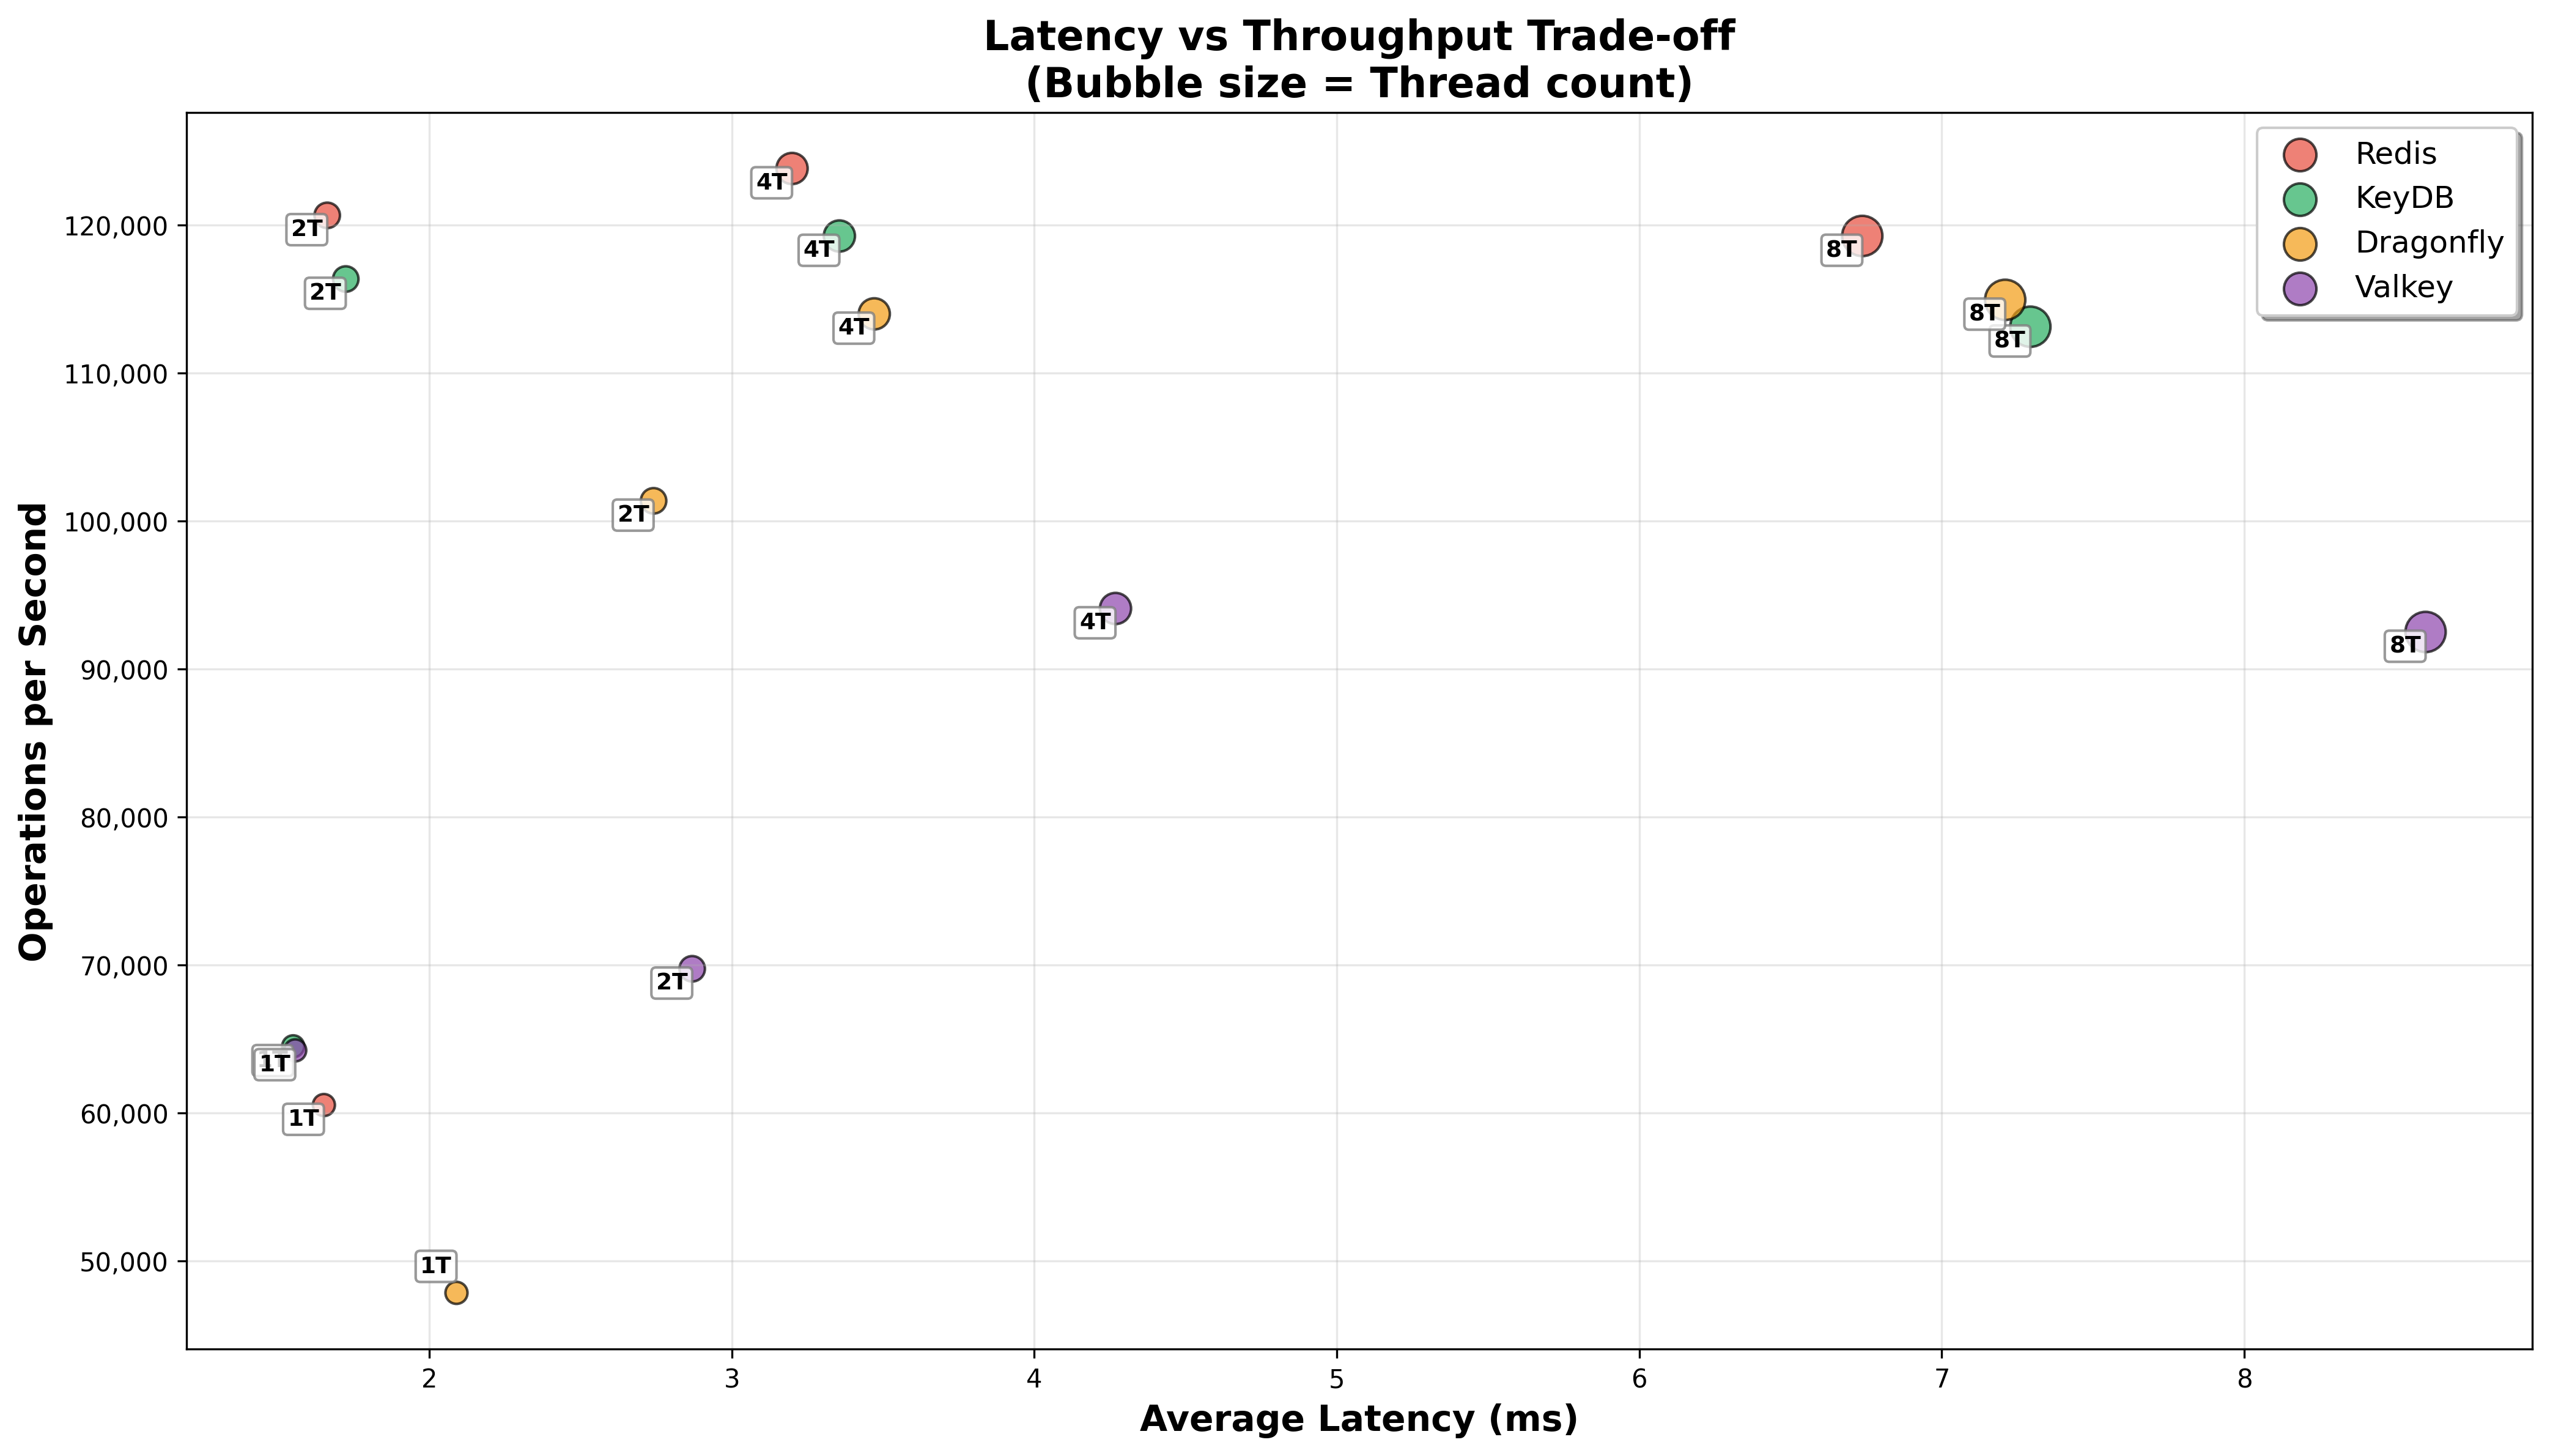 Latency vs Throughput Trade-off
(Bubble size = Thread count)
Redis
KeyDB
Dragonfly
Valkey
Operations per Second
120,000
110,000
100,000
90,000
80,000
70,000
60,000
50,000
4T
2T
4T
8T
2T
8T
4T
8T
2T
4T
8T
2T
1T
1T
1T
2
3
4
5
6
7
8
Average Latency (ms)